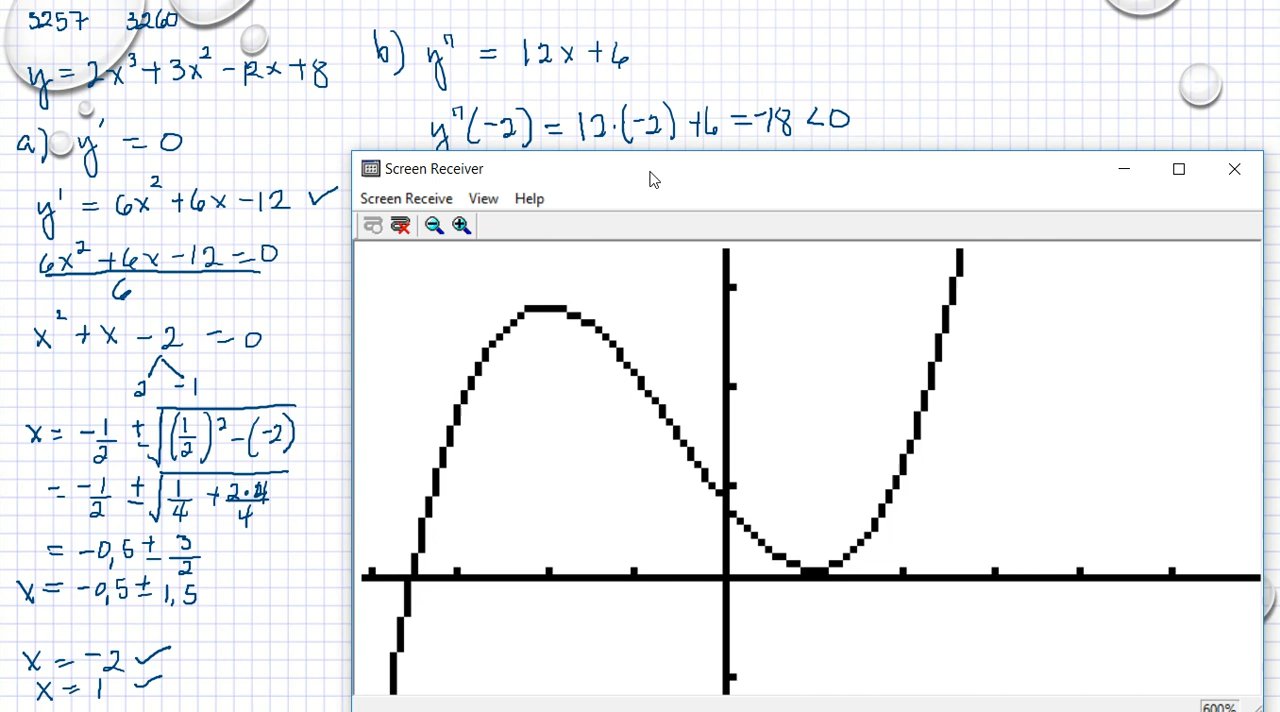 3257 3260
y = 2x³ + 3x² - 12x + 8
a) y' = 0
y' = 6x² + 6x - 12 ✓
6x² + 6x - 12 = 0
6
x² + x - 2 = 0
2 -1
x = -1/2 ± √((1/2)² - (-2))
= -1/2 ± √(1/4 + 2·4/4)
= -0,5 ± 3/2
x = -0,5 ± 1,5
x = -2 ✓
x = 1 ✓
b) y" = 12x + 6
y"(-2) = 12·(-2) + 6 = -18 < 0
Screen Receiver
Screen Receive View Help
600%